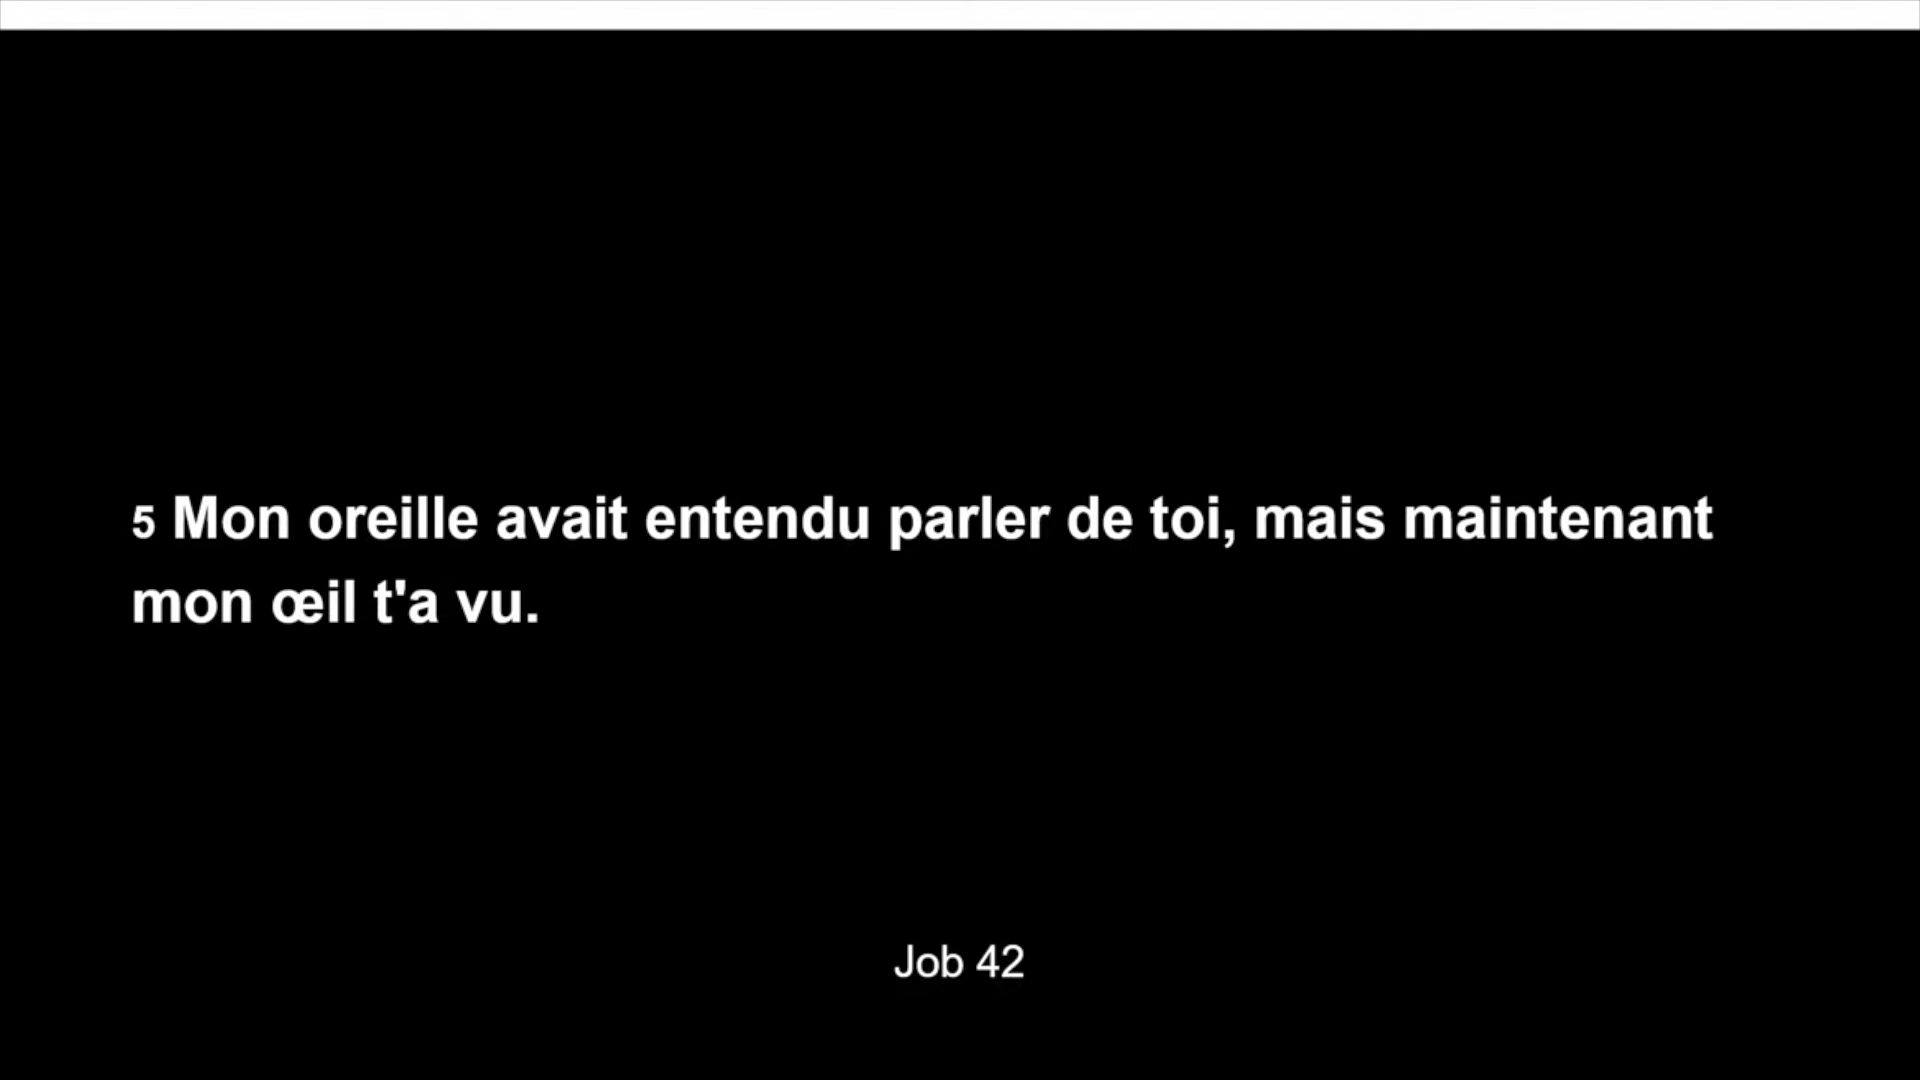 5 Mon oreille avait entendu parler de toi, mais maintenant
mon œil t'a vu.
Job 42